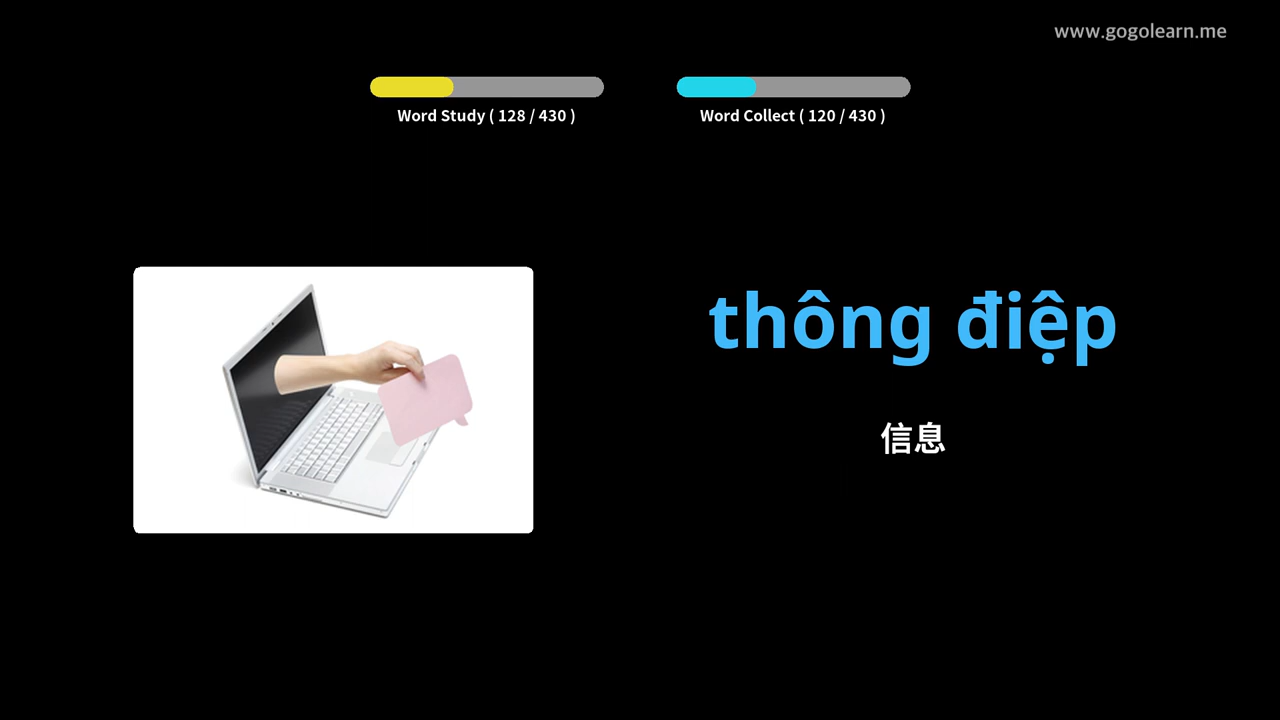 www.gogolearn.me
Word Study ( 128 / 430 )
Word Collect ( 120 / 430 )
thông điệp
信息